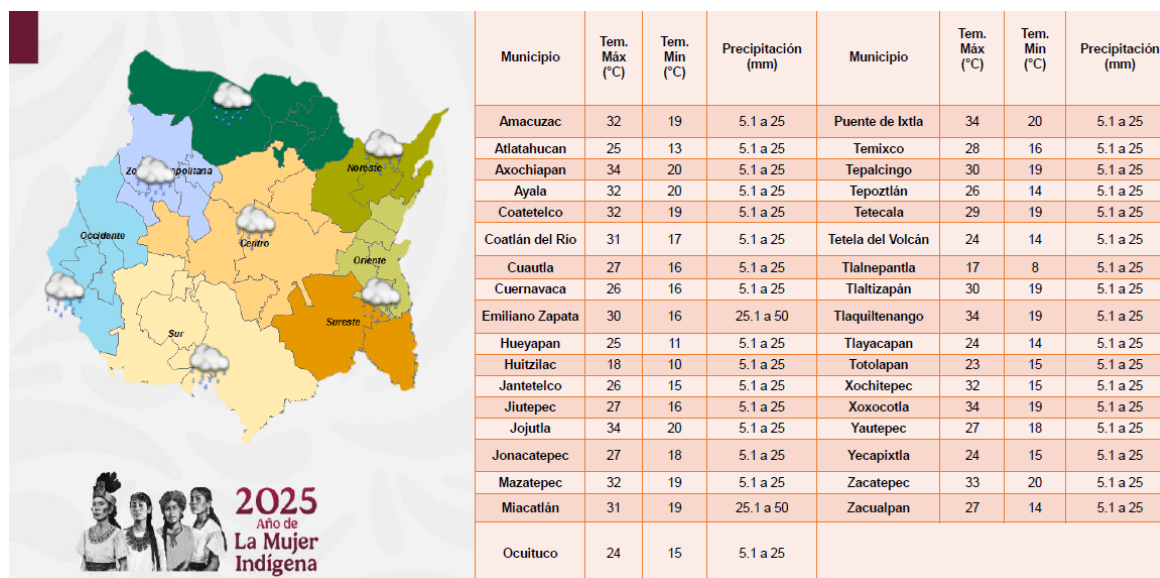 Noreste
Occidente
Centro
Oriente
Sur
Sureste
2025
Año de
La Mujer
Indígena
Municipio Tem. Máx (°C) Tem. Mín (°C) Precipitación (mm) Municipio Tem. Máx (°C) Tem. Mín (°C) Precipitación (mm)
Amacuzac 32 19 5.1 a 25 Puente de Ixtla 34 20 5.1 a 25
Atlatahucan 25 13 5.1 a 25 Temixco 28 16 5.1 a 25
Axochiapan 34 20 5.1 a 25 Tepalcingo 30 19 5.1 a 25
Ayala 32 20 5.1 a 25 Tepoztlán 26 14 5.1 a 25
Coatetelco 32 19 5.1 a 25 Tetecala 29 19 5.1 a 25
Coatlán del Río 31 17 5.1 a 25 Tetela del Volcán 24 14 5.1 a 25
Cuautla 27 16 5.1 a 25 Tlalnepantla 17 8 5.1 a 25
Cuernavaca 26 16 5.1 a 25 Tlaltizapán 30 19 5.1 a 25
Emiliano Zapata 30 16 25.1 a 50 Tlaquiltenango 34 19 5.1 a 25
Hueyapan 25 11 5.1 a 25 Tlayacapan 24 14 5.1 a 25
Huitzilac 18 10 5.1 a 25 Totolapan 23 15 5.1 a 25
Jantetelco 26 15 5.1 a 25 Xochitepec 32 15 5.1 a 25
Jiutepec 27 16 5.1 a 25 Xoxocotla 34 19 5.1 a 25
Jojutla 34 20 5.1 a 25 Yautepec 27 18 5.1 a 25
Jonacatepec 27 18 5.1 a 25 Yecapixtla 24 15 5.1 a 25
Mazatepec 32 19 5.1 a 25 Zacatepec 33 20 5.1 a 25
Miacatlán 31 19 25.1 a 50 Zacualpan 27 14 5.1 a 25
Ocuituco 24 15 5.1 a 25